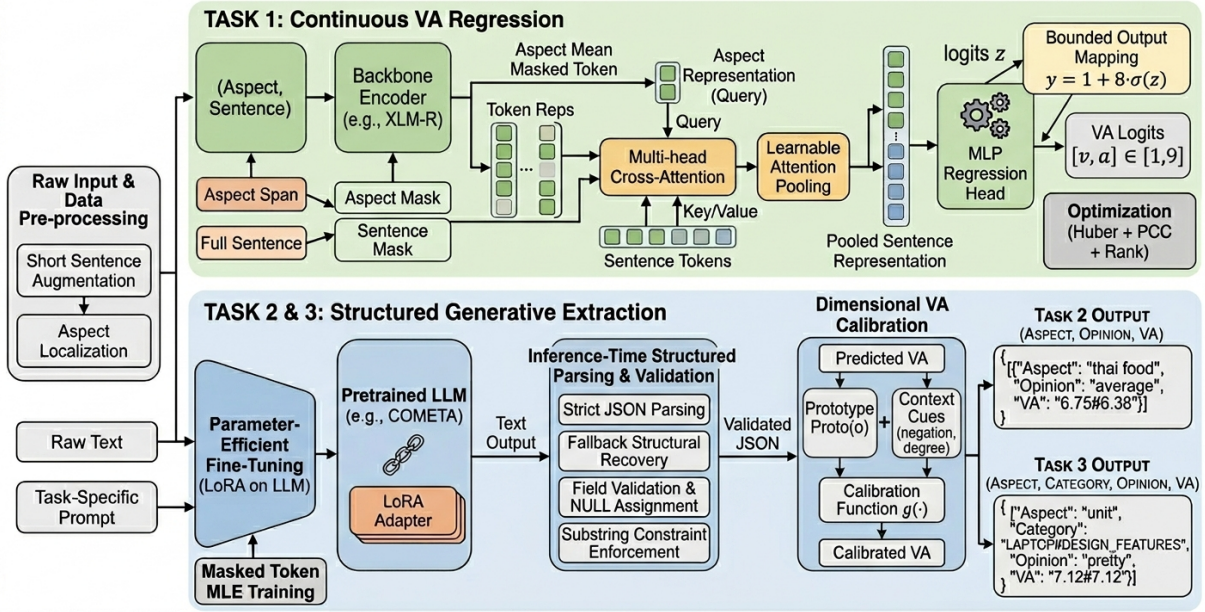 TASK 1: Continuous VA Regression
(Aspect,
Sentence)
Backbone
Encoder
(e.g., XLM-R)
Aspect Mean
Masked Token
Aspect
Representation
(Query)
Token Reps
...
Query
Multi-head
Cross-Attention
Learnable
Attention
Pooling
logits z
MLP
Regression
Head
Bounded Output
Mapping
y = 1 + 8·σ(z)
VA Logits
[v, a] ∈ [1,9]
Aspect Span
Aspect Mask
Full Sentence
Sentence
Mask
Key/Value
Sentence Tokens
Pooled Sentence
Representation
Optimization
(Huber + PCC
+ Rank)
Raw Input &
Data
Pre-processing
Short Sentence
Augmentation
Aspect
Localization
Raw Text
Task-Specific
Prompt
TASK 2 & 3: Structured Generative Extraction
Parameter-
Efficient
Fine-Tuning
(LoRA on LLM)
Masked Token
MLE Training
Pretrained LLM
(e.g., COMETA)
LoRA
Adapter
Text
Output
Inference-Time Structured
Parsing & Validation
Strict JSON Parsing
Fallback Structural
Recovery
Field Validation &
NULL Assignment
Substring Constraint
Enforcement
Validated
JSON
Dimensional VA
Calibration
Predicted VA
Prototype
Proto(o)
+
Context
Cues
(negation,
degree)
Calibration
Function g(·)
Calibrated VA
TASK 2 OUTPUT
(ASPECT, OPINION, VA)
{
[{"Aspect": "thai food",
"Opinion": "average",
"VA": "6.75#6.38"}]
}
TASK 3 OUTPUT
(ASPECT, CATEGORY, OPINION, VA)
{
["Aspect": "unit",
"Category":
"LAPTOP#DESIGN_FEATURES",
"Opinion": "pretty",
"VA": "7.12#7.12"}]
}